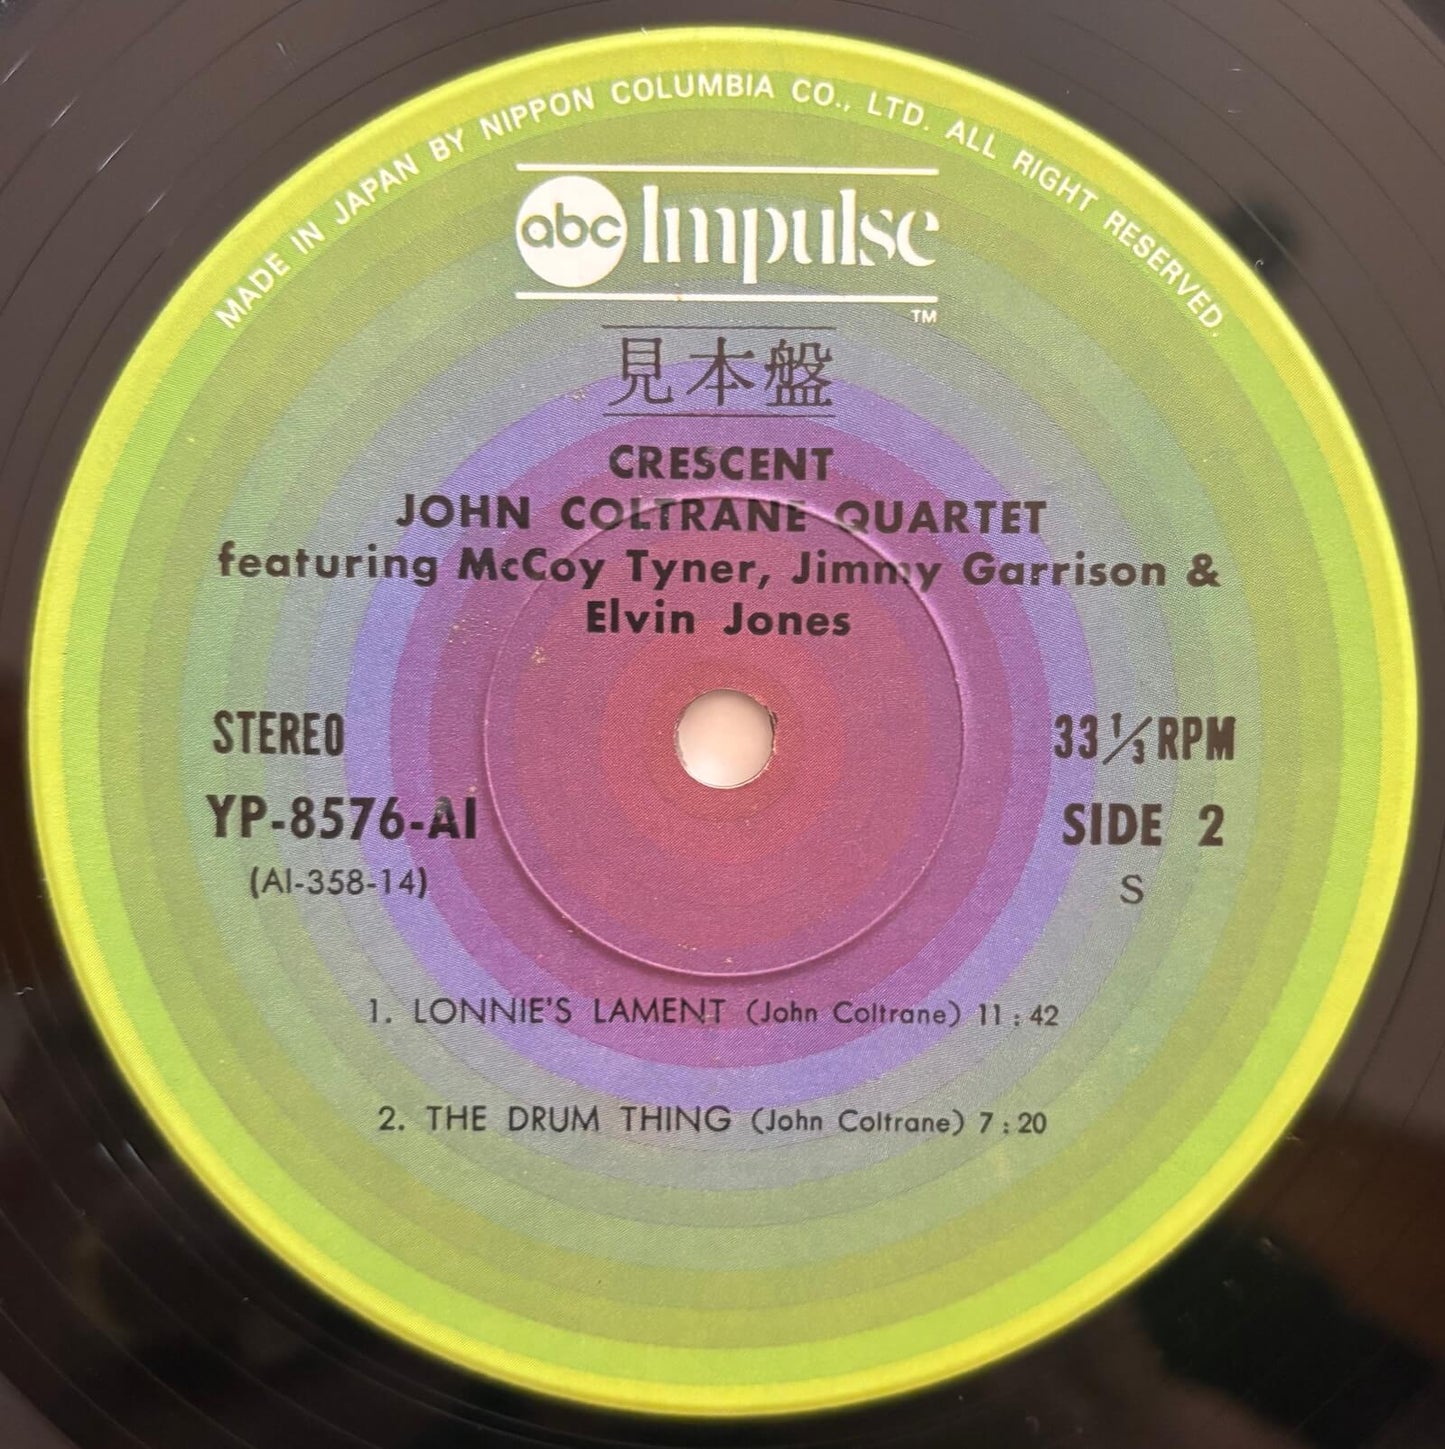 MADE IN JAPAN BY NIPPON COLUMBIA CO., LTD. ALL RIGHT RESERVED.
abc Impulse
TM
見本盤
CRESCENT
JOHN COLTRANE QUARTET
featuring McCoy Tyner, Jimmy Garrison &
Elvin Jones
STEREO 33 1/3 RPM
YP-8576-AI SIDE 2
(AI-358-14) S
1. LONNIE'S LAMENT (John Coltrane) 11:42
2. THE DRUM THING (John Coltrane) 7:20